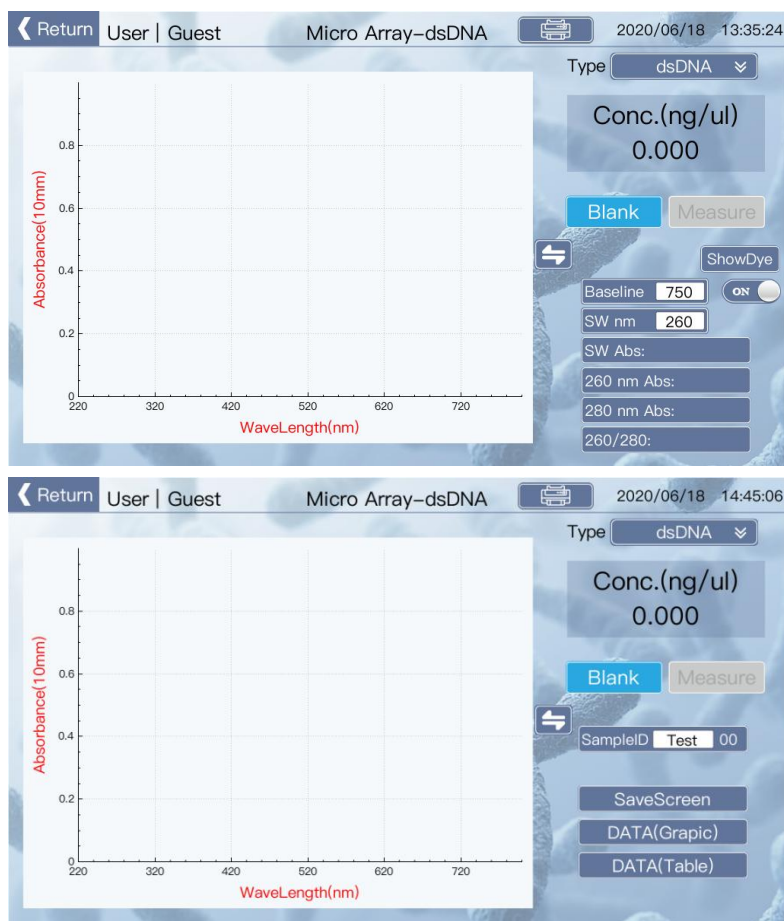 Return User | Guest Micro Array-dsDNA 2020/06/18 13:35:24
Type dsDNA
Conc.(ng/ul)
0.000
Blank Measure
ShowDye
Baseline 750 ON
SW nm 260
SW Abs:
260 nm Abs:
280 nm Abs:
260/280:
Absorbance(10mm)
0.8
0.6
0.4
0.2
0
220 320 420 520 620 720
WaveLength(nm)
Return User | Guest Micro Array-dsDNA 2020/06/18 14:45:06
Type dsDNA
Conc.(ng/ul)
0.000
Blank Measure
SampleID Test 00
SaveScreen
DATA(Grapic)
DATA(Table)
Absorbance(10mm)
0.8
0.6
0.4
0.2
0
220 320 420 520 620 720
WaveLength(nm)